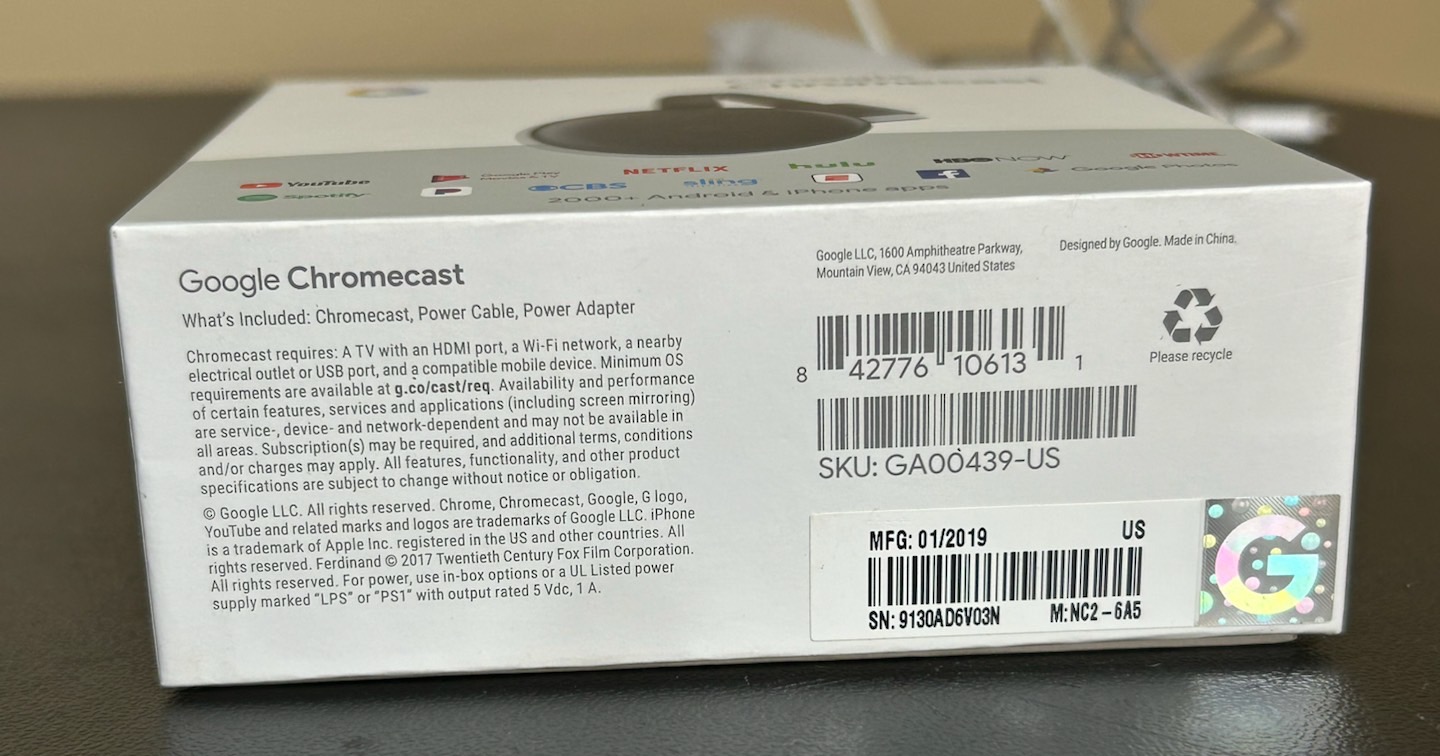 Chromecast
YouTube
Google Play
Movies & TV
NETFLIX
hulu
HBO NOW
SHOWTIME
Spotify
CBS
sling
Google Photos
2000+ Android & iPhone apps
Google Chromecast
What's Included: Chromecast, Power Cable, Power Adapter
Chromecast requires: A TV with an HDMI port, a Wi-Fi network, a nearby
electrical outlet or USB port, and a compatible mobile device. Minimum OS
requirements are available at g.co/cast/req. Availability and performance
of certain features, services and applications (including screen mirroring)
are service-, device- and network-dependent and may not be available in
all areas. Subscription(s) may be required, and additional terms, conditions
and/or charges may apply. All features, functionality, and other product
specifications are subject to change without notice or obligation.
© Google LLC. All rights reserved. Chrome, Chromecast, Google, G logo,
YouTube and related marks and logos are trademarks of Google LLC. iPhone
is a trademark of Apple Inc. registered in the US and other countries. All
rights reserved. Ferdinand © 2017 Twentieth Century Fox Film Corporation.
All rights reserved. For power, use in-box options or a UL Listed power
supply marked "LPS" or "PS1" with output rated 5 Vdc, 1 A.
Google LLC, 1600 Amphitheatre Parkway,
Mountain View, CA 94043 United States
Designed by Google. Made in China.
8 42776 10613 1
Please recycle
SKU: GA00439-US
MFG: 01/2019 US
SN: 9130AD6V03N M: NC2-6A5
G